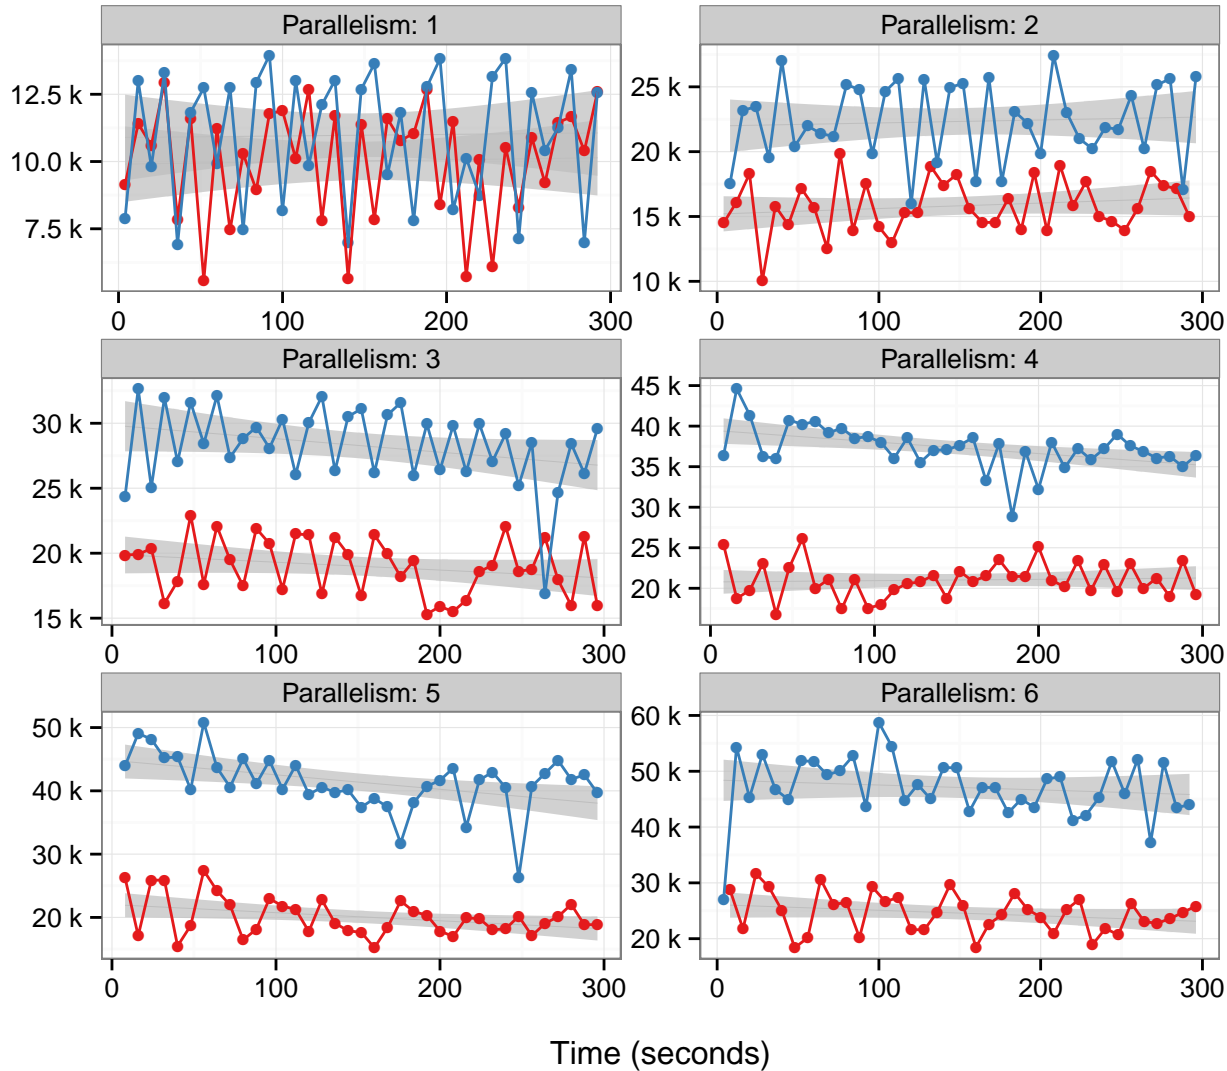 Parallelism: 1
Parallelism: 2
12.5 k
10.0 k
7.5 k
25 k
20 k
15 k
10 k
0 100 200 300
0 100 200 300
Parallelism: 3
Parallelism: 4
30 k
25 k
20 k
15 k
45 k
40 k
35 k
30 k
25 k
20 k
0 100 200 300
0 100 200 300
Parallelism: 5
Parallelism: 6
50 k
40 k
30 k
20 k
60 k
50 k
40 k
30 k
20 k
0 100 200 300
0 100 200 300
Time (seconds)